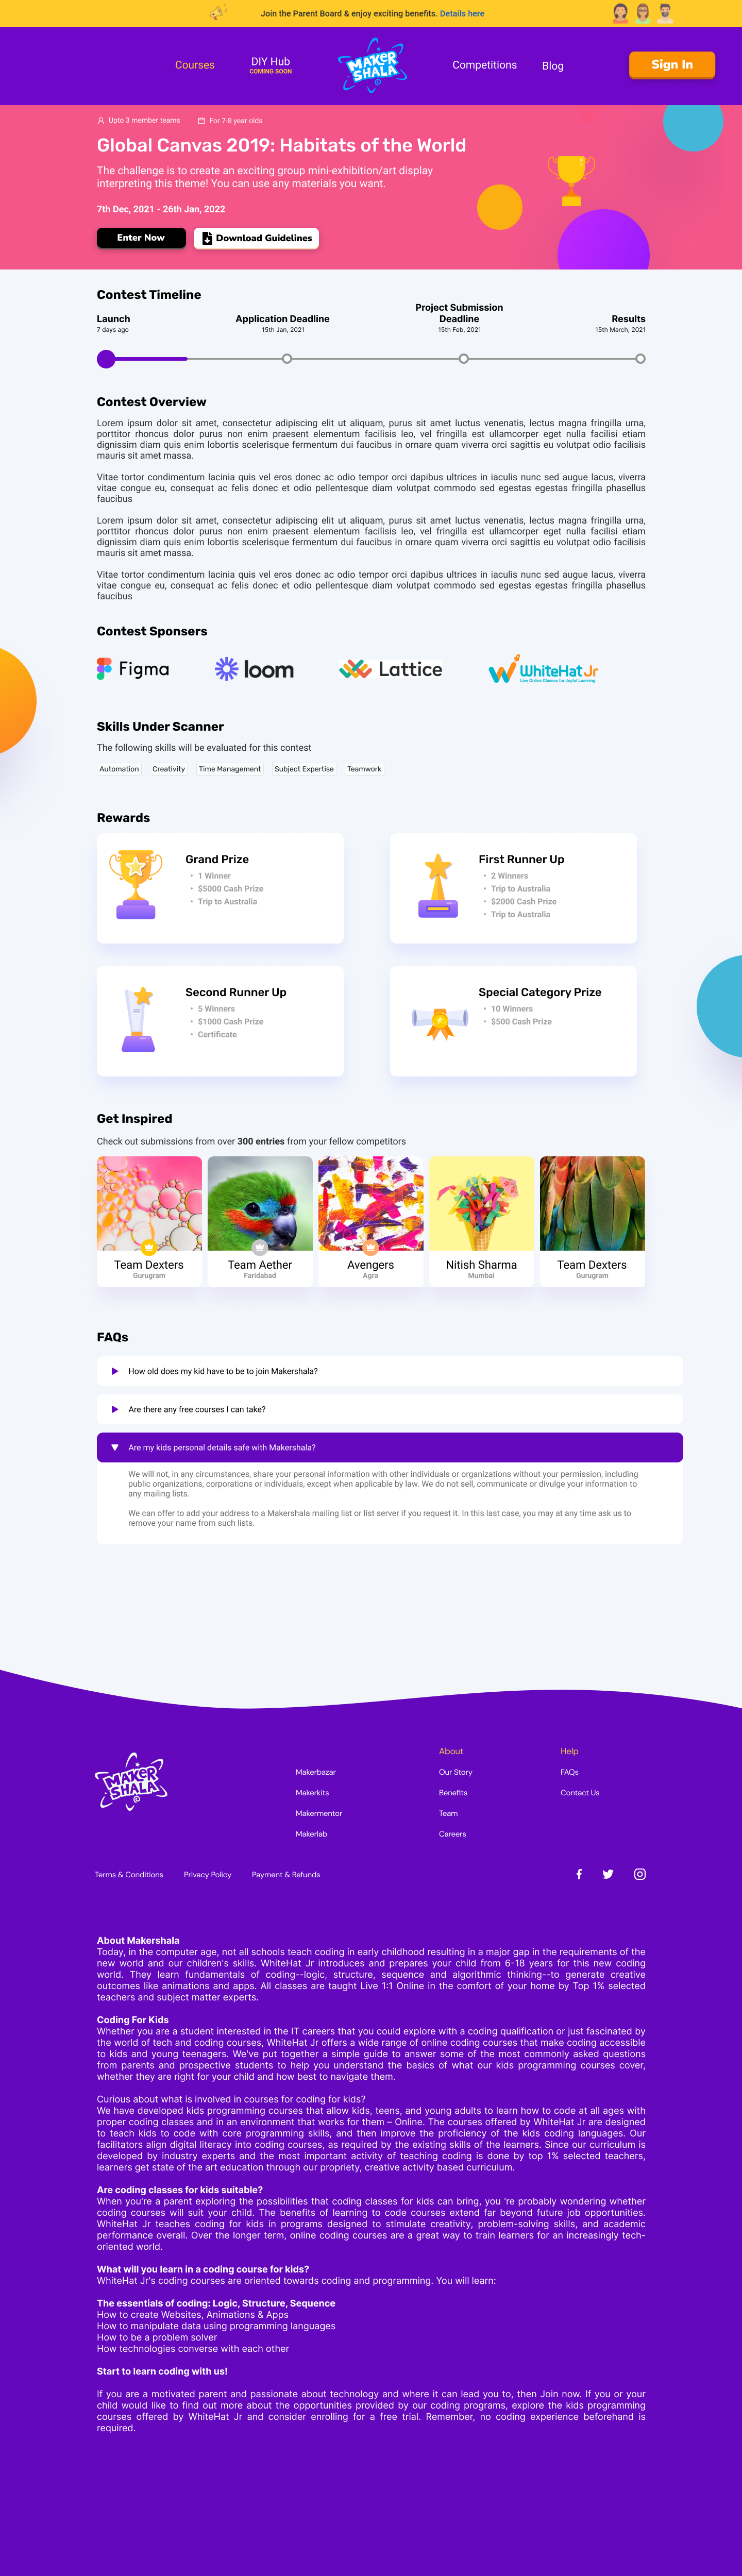 Join the Parent Board & enjoy exciting benefits. Details here
Courses
DIY Hub
COMING SOON
MAKER
SHALA
Competitions
Blog
Sign In
Upto 3 member teams
For 7-8 year olds
Global Canvas 2019: Habitats of the World
The challenge is to create an exciting group mini-exhibition/art display
interpreting this theme! You can use any materials you want.
7th Dec, 2021 - 26th Jan, 2022
Enter Now
Download Guidelines
Contest Timeline
Launch
7 days ago
Application Deadline
15th Jan, 2021
Project Submission
Deadline
15th Feb, 2021
Results
15th March, 2021
Contest Overview
Lorem ipsum dolor sit amet, consectetur adipiscing elit ut aliquam, purus sit amet luctus venenatis, lectus magna fringilla urna,
porttitor rhoncus dolor purus non enim praesent elementum facilisis leo, vel fringilla est ullamcorper eget nulla facilisi etiam
dignissim diam quis enim lobortis scelerisque fermentum dui faucibus in ornare quam viverra orci sagittis eu volutpat odio facilisis
mauris sit amet massa.
Vitae tortor condimentum lacinia quis vel eros donec ac odio tempor orci dapibus ultrices in iaculis nunc sed augue lacus, viverra
vitae congue eu, consequat ac felis donec et odio pellentesque diam volutpat commodo sed egestas egestas fringilla phasellus
faucibus
Lorem ipsum dolor sit amet, consectetur adipiscing elit ut aliquam, purus sit amet luctus venenatis, lectus magna fringilla urna,
porttitor rhoncus dolor purus non enim praesent elementum facilisis leo, vel fringilla est ullamcorper eget nulla facilisi etiam
dignissim diam quis enim lobortis scelerisque fermentum dui faucibus in ornare quam viverra orci sagittis eu volutpat odio facilisis
mauris sit amet massa.
Vitae tortor condimentum lacinia quis vel eros donec ac odio tempor orci dapibus ultrices in iaculis nunc sed augue lacus, viverra
vitae congue eu, consequat ac felis donec et odio pellentesque diam volutpat commodo sed egestas egestas fringilla phasellus
faucibus
Contest Sponsers
Figma
loom
Lattice
WhiteHat Jr
Live Online Classes for Joyful Learning
Skills Under Scanner
The following skills will be evaluated for this contest
Automation
Creativity
Time Management
Subject Expertise
Teamwork
Rewards
Grand Prize
• 1 Winner
• $5000 Cash Prize
• Trip to Australia
First Runner Up
• 2 Winners
• Trip to Australia
• $2000 Cash Prize
• Trip to Australia
Second Runner Up
• 5 Winners
• $1000 Cash Prize
• Certificate
Special Category Prize
• 10 Winners
• $500 Cash Prize
Get Inspired
Check out submissions from over 300 entries from your fellow competitors
Team Dexters
Gurugram
Team Aether
Faridabad
Avengers
Agra
Nitish Sharma
Mumbai
Team Dexters
Gurugram
FAQs
How old does my kid have to be to join Makershala?
Are there any free courses I can take?
Are my kids personal details safe with Makershala?
We will not, in any circumstances, share your personal information with other individuals or organizations without your permission, including
public organizations, corporations or individuals, except when applicable by law. We do not sell, communicate or divulge your information to
any mailing lists.
We can offer to add your address to a Makershala mailing list or list server if you request it. In this last case, you may at any time ask us to
remove your name from such lists.
MAKER
SHALA
Makerbazar
Makerkits
Makermentor
Makerlab
About
Our Story
Benefits
Team
Careers
Help
FAQs
Contact Us
Terms & Conditions
Privacy Policy
Payment & Refunds
About Makershala
Today, in the computer age, not all schools teach coding in early childhood resulting in a major gap in the requirements of the
new world and our children's skills. WhiteHat Jr introduces and prepares your child from 6-18 years for this new coding
world. They learn fundamentals of coding--logic, structure, sequence and algorithmic thinking--to generate creative
outcomes like animations and apps. All classes are taught Live 1:1 Online in the comfort of your home by Top 1% selected
teachers and subject matter experts.
Coding For Kids
Whether you are a student interested in the IT careers that you could explore with a coding qualification or just fascinated by
the world of tech and coding courses, WhiteHat Jr offers a wide range of online coding courses that make coding accessible
to kids and young teenagers. We've put together a simple guide to answer some of the most commonly asked questions
from parents and prospective students to help you understand the basics of what our kids programming courses cover,
whether they are right for your child and how best to navigate them.
Curious about what is involved in courses for coding for kids?
We have developed kids programming courses that allow kids, teens, and young adults to learn how to code at all ages with
proper coding classes and in an environment that works for them – Online. The courses offered by WhiteHat Jr are designed
to teach kids to code with core programming skills, and then improve the proficiency of the kids coding languages. Our
facilitators align digital literacy into coding courses, as required by the existing skills of the learners. Since our curriculum is
developed by industry experts and the most important activity of teaching coding is done by top 1% selected teachers,
learners get state of the art education through our propriety, creative activity based curriculum.
Are coding classes for kids suitable?
When you're a parent exploring the possibilities that coding classes for kids can bring, you 're probably wondering whether
coding courses will suit your child. The benefits of learning to code courses extend far beyond future job opportunities.
WhiteHat Jr teaches coding for kids in programs designed to stimulate creativity, problem-solving skills, and academic
performance overall. Over the longer term, online coding courses are a great way to train learners for an increasingly tech-
oriented world.
What will you learn in a coding course for kids?
WhiteHat Jr's coding courses are oriented towards coding and programming. You will learn:
The essentials of coding: Logic, Structure, Sequence
How to create Websites, Animations & Apps
How to manipulate data using programming languages
How to be a problem solver
How technologies converse with each other
Start to learn coding with us!
If you are a motivated parent and passionate about technology and where it can lead you to, then Join now. If you or your
child would like to find out more about the opportunities provided by our coding programs, explore the kids programming
courses offered by WhiteHat Jr and consider enrolling for a free trial. Remember, no coding experience beforehand is
required.